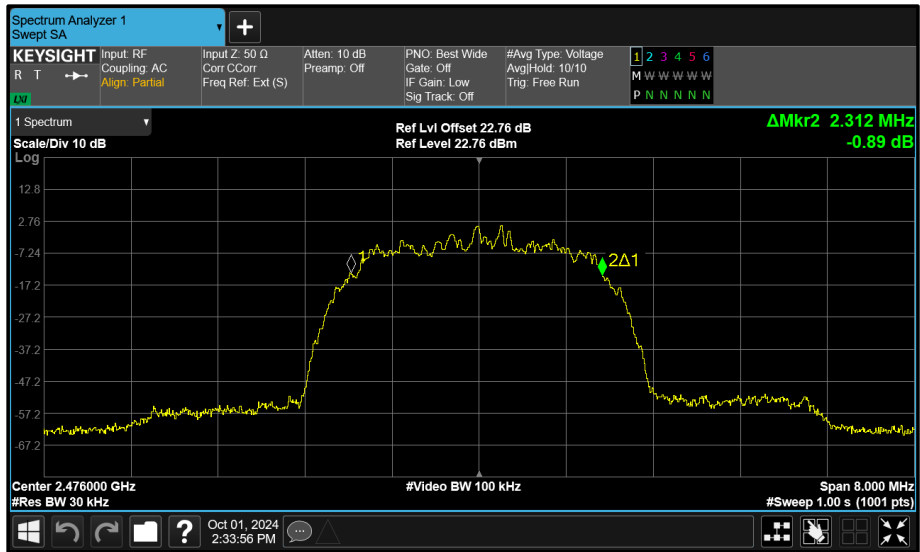 Spectrum Analyzer 1
Swept SA
+
KEYSIGHT
R T
LXI
Input: RF
Coupling: AC
Align: Partial
Input Z: 50 Ω
Corr CCorr
Freq Ref: Ext (S)
Atten: 10 dB
Preamp: Off
PNO: Best Wide
Gate: Off
IF Gain: Low
Sig Track: Off
#Avg Type: Voltage
Avg|Hold: 10/10
Trig: Free Run
1 2 3 4 5 6
M W W W W W
P N N N N N
1 Spectrum
Scale/Div 10 dB
Log
Ref Lvl Offset 22.76 dB
Ref Level 22.76 dBm
ΔMkr2 2.312 MHz
-0.89 dB
12.8
2.76
-7.24
-17.2
-27.2
-37.2
-47.2
-57.2
-67.2
1
2Δ1
Center 2.476000 GHz
#Res BW 30 kHz
#Video BW 100 kHz
Span 8.000 MHz
#Sweep 1.00 s (1001 pts)
?
Oct 01, 2024
2:33:56 PM